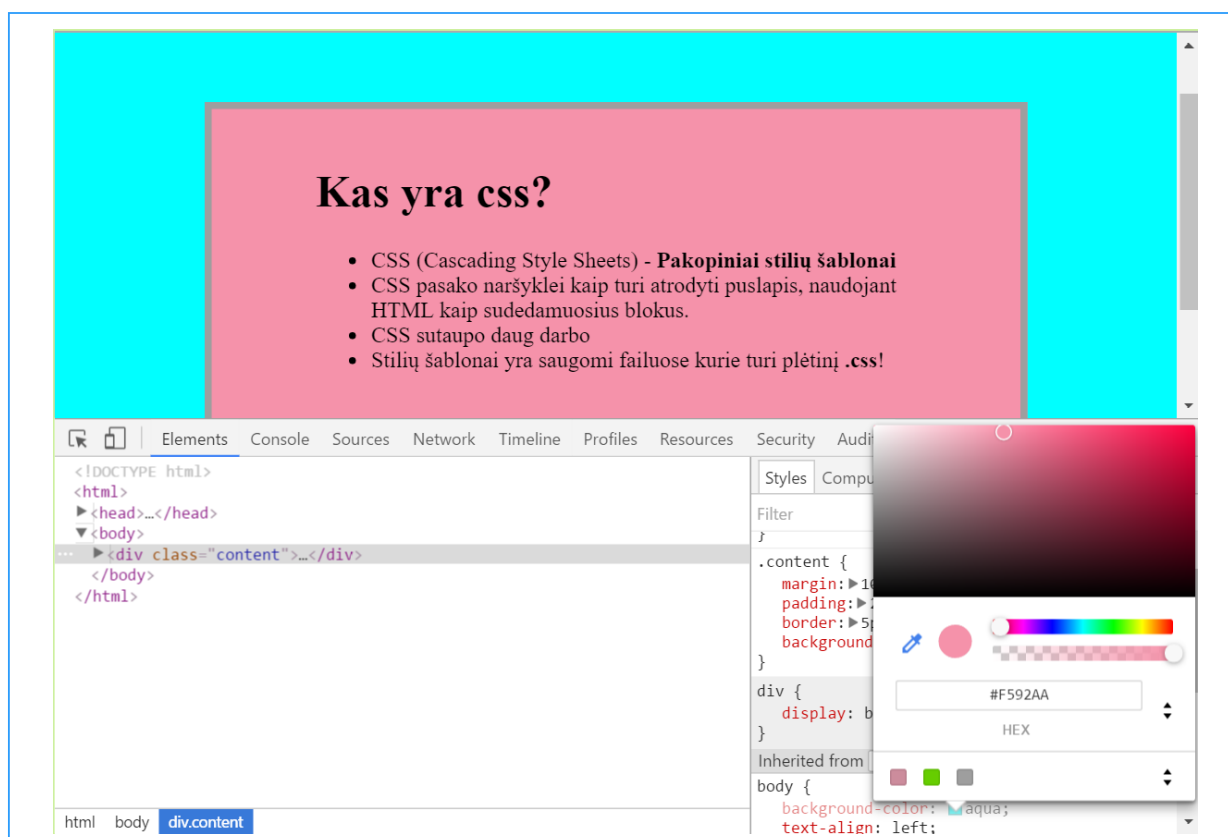 Kas yra css?
CSS (Cascading Style Sheets) - Pakopiniai stilių šablonai
CSS pasako naršyklei kaip turi atrodyti puslapis, naudojant
HTML kaip sudedamuosius blokus.
CSS sutaupo daug darbo
Stilių šablonai yra saugomi failuose kurie turi plėtinį .css!
Elements Console Sources Network Timeline Profiles Resources Security
<!DOCTYPE html>
<html>
<head>…</head>
<body>
<div class="content">…</div>
</body>
</html>
html body div.content
Styles
Filter
}
.content {
margin:
padding:
border:
background
}
div {
display:
}
Inherited from
body {
background-color: aqua;
text-align: left;
#F592AA
HEX